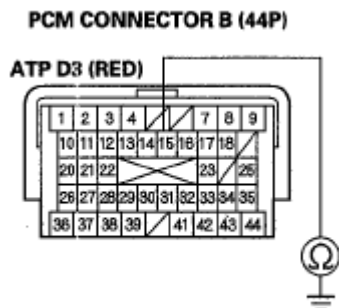 PCM CONNECTOR B (44P)
ATP D3 (RED)
1 2 3 4 7 8 9
10 11 12 13 14 15 16 17 18
20 21 22 23 25
26 27 28 29 30 31 32 33 34 35
36 37 38 39 41 42 43 44
Ω